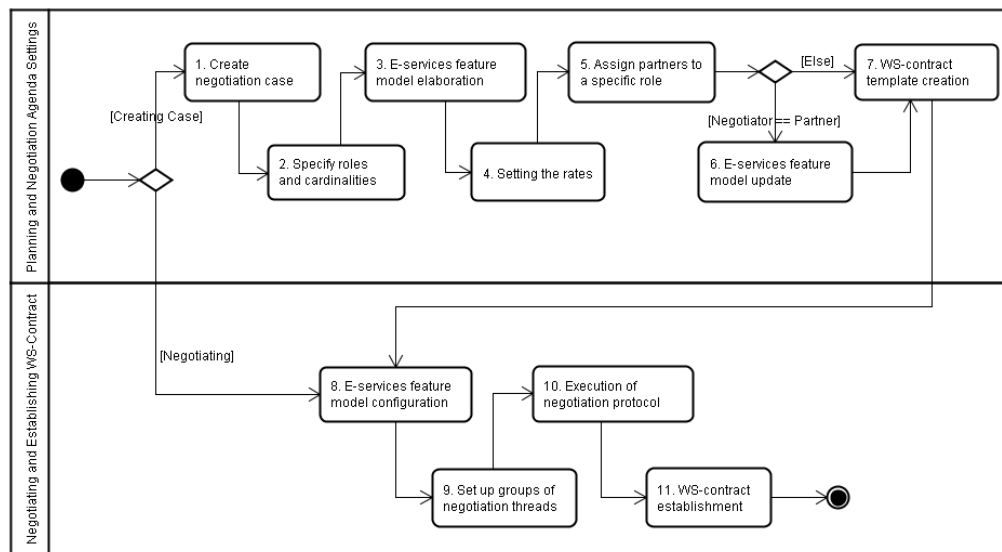 Planning and Negotiation Agenda Settings
1. Create
negotiation case
3. E-services feature
model elaboration
5. Assign partners to
a specific role
[Else]
7. WS-contract
template creation
[Creating Case]
[Negotiator == Partner]
2. Specify roles
and cardinalities
4. Setting the rates
6. E-services feature
model update
Negotiating and Establishing WS-Contract
[Negotiating]
8. E-services feature
model configuration
10. Execution of
negotiation protocol
9. Set up groups of
negotiation threads
11. WS-contract
establishment